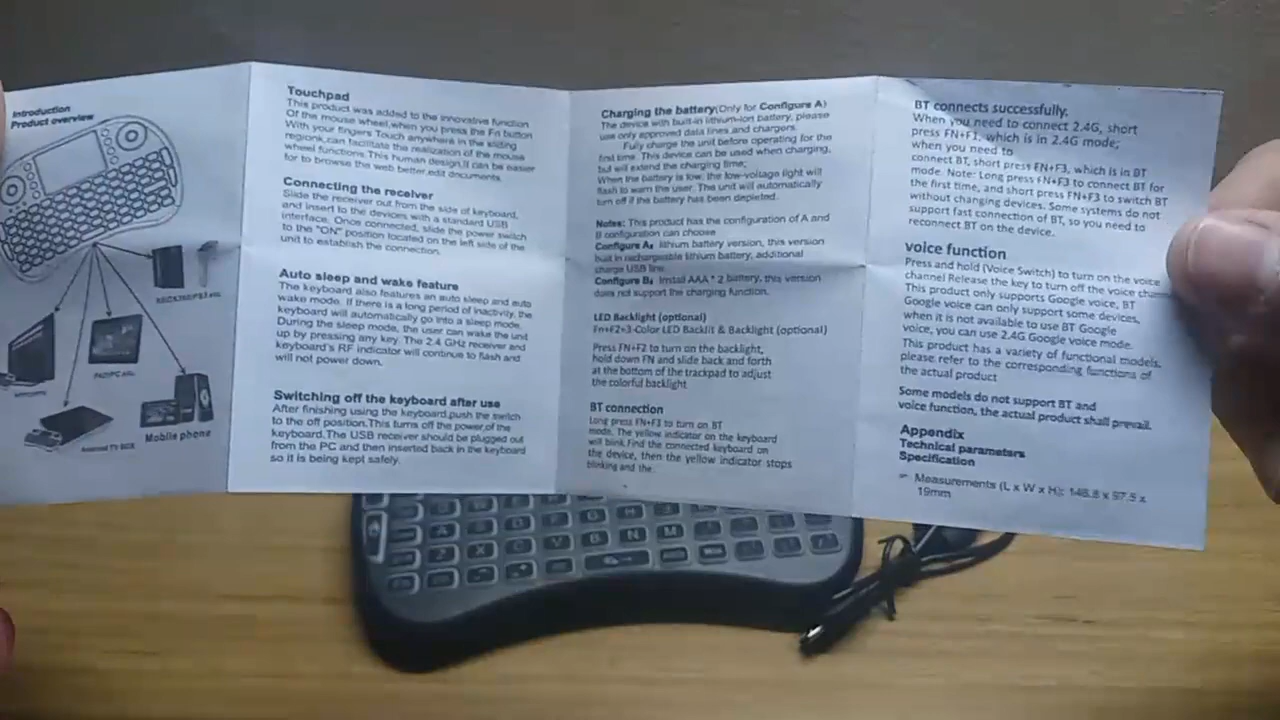 Introduction
Product overview
Mobile phone
Touchpad
This product was added to the innovative function
Of the mouse wheel,when you press the Fn button
With your fingers Touch anywhere in the sliding
regionk,can facilitate the realization of the mouse
wheel functions.This human design,it can be easier
for to browse the web better,edit documents.
Connecting the receiver
Slide the receiver out from the side of keyboard,
and insert to the devices with a standard USB
interface. Once connected, slide the power switch
to the "ON" position located on the left side of the
unit to establish the connection.
Auto sleep and wake feature
The keyboard also features an auto sleep and auto
wake mode. If there is a long period of inactivity, the
keyboard will automatically go into a sleep mode.
During the sleep mode, the user can wake the unit
up by pressing any key. The 2.4 GHz receiver and
keyboard's RF indicator will continue to flash and
will not power down.
Switching off the keyboard after use
After finishing using the keyboard,push the switch
to the off position.This turns off the power,of the
keyboard.The USB receiver should be plugged out
from the PC and then inserted back in the keyboard
so it is being kept safely.
Charging the battery(Only for Configure A)
The device with built-in lithium-ion battery, please
use only approved data lines and chargers.
Fully charge the unit before operating for the
first time. This device can be used when charging,
but will extend the charging time;
When the battery is low, the low-voltage light will
flash to warn the user. The unit will automatically
turn off if the battery has been depleted.
Notes: This product has the configuration of A and
B configuration can choose
Configure A: lithium battery version, this version
built in rechargeable lithium battery, additional
charge USB line.
Configure B: Install AAA * 2 battery, this version
does not support the charging function.
LED Backlight (optional)
Fn+F2=3-Color LED Backlit & Backlight (optional)
Press FN+F2 to turn on the backlight,
hold down FN and slide back and forth
at the bottom of the trackpad to adjust
the colorful backlight
BT connection
Long press FN+F3 to turn on BT
mode. The yellow indicator on the keyboard
will blink.Find the connected keyboard on
the device, then the yellow indicator stops
blinking and the.
BT connects successfully.
When you need to connect 2.4G, short
press FN+F1, which is in 2.4G mode;
when you need to
connect BT, short press FN+F3, which is in BT
mode. Note: Long press FN+F3 to connect BT for
the first time, and short press FN+F3 to switch BT
without changing devices. Some systems do not
support fast connection of BT, so you need to
reconnect BT on the device.
voice function
Press and hold (Voice Switch) to turn on the voice
channel Release the key to turn off the voice
This product only supports Google voice, BT
Google voice can only support some devices,
when it is not available to use BT Google
voice, you can use 2.4G Google voice mode.
This product has a variety of functional models,
please refer to the corresponding functions of
the actual product
Some models do not support BT and
voice function, the actual product shall prevail.
Appendix
Technical parameters
Specification
Measurements (L x W x H): 148.8 x 97.5 x
19mm
A
H
Z
X
C
V
B
N
M